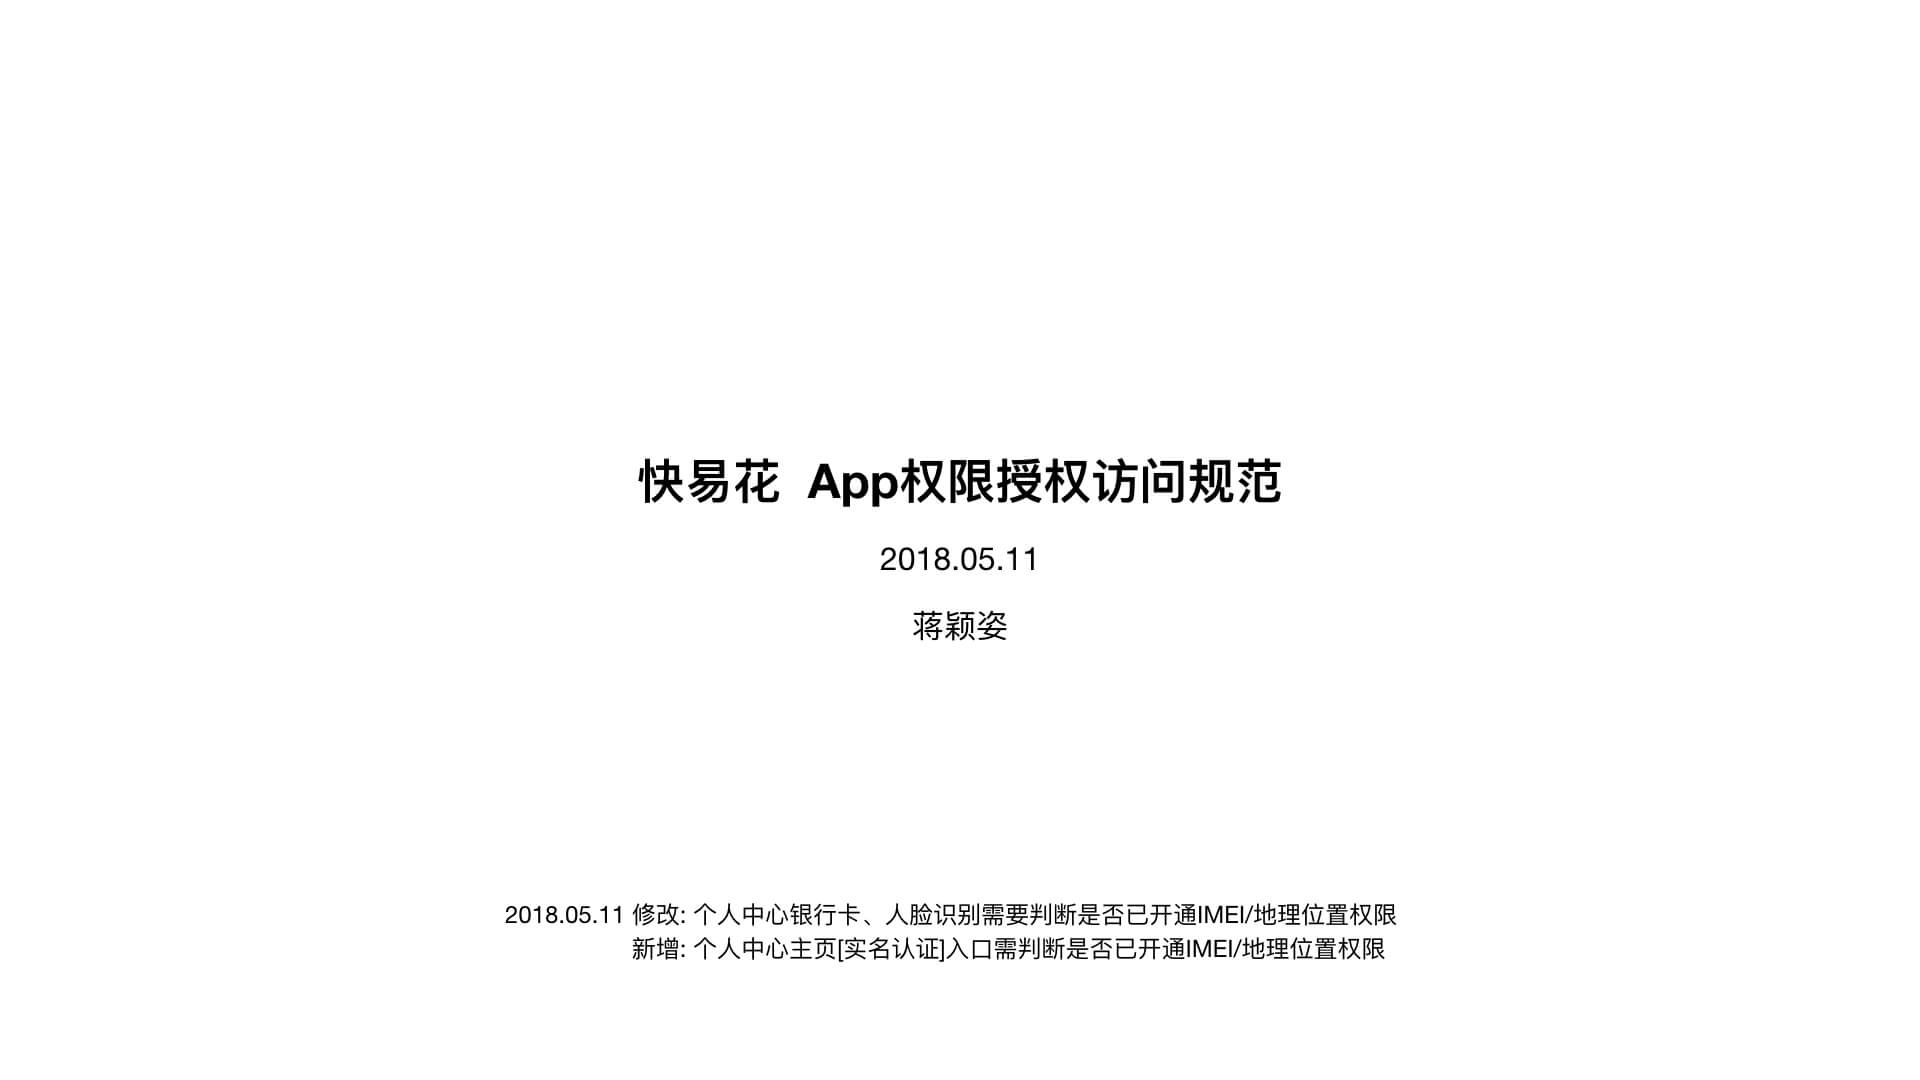 快易花 App权限授权访问规范
2018.05.11
蒋颖姿
2018.05.11 修改: 个人中心银行卡、人脸识别需要判断是否已开通IMEI/地理位置权限
新增: 个人中心主页[实名认证]入口需判断是否已开通IMEI/地理位置权限